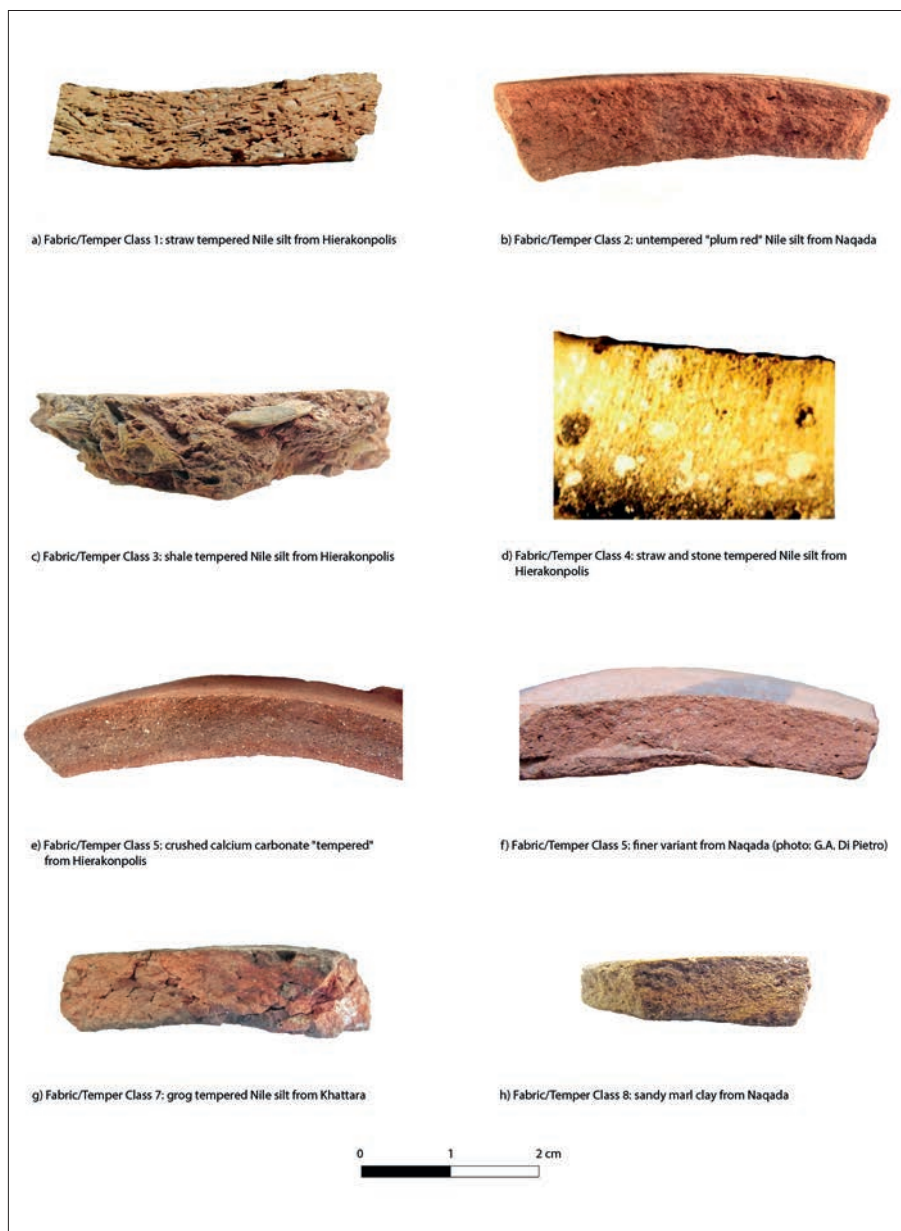 a) Fabric/Temper Class 1: straw tempered Nile silt from Hierakonpolis
b) Fabric/Temper Class 2: untempered "plum red" Nile silt from Naqada
c) Fabric/Temper Class 3: shale tempered Nile silt from Hierakonpolis
d) Fabric/Temper Class 4: straw and stone tempered Nile silt from
Hierakonpolis
e) Fabric/Temper Class 5: crushed calcium carbonate "tempered"
from Hierakonpolis
f) Fabric/Temper Class 5: finer variant from Naqada (photo: G.A. Di Pietro)
g) Fabric/Temper Class 7: grog tempered Nile silt from Khattara
h) Fabric/Temper Class 8: sandy marl clay from Naqada
0 1 2 cm